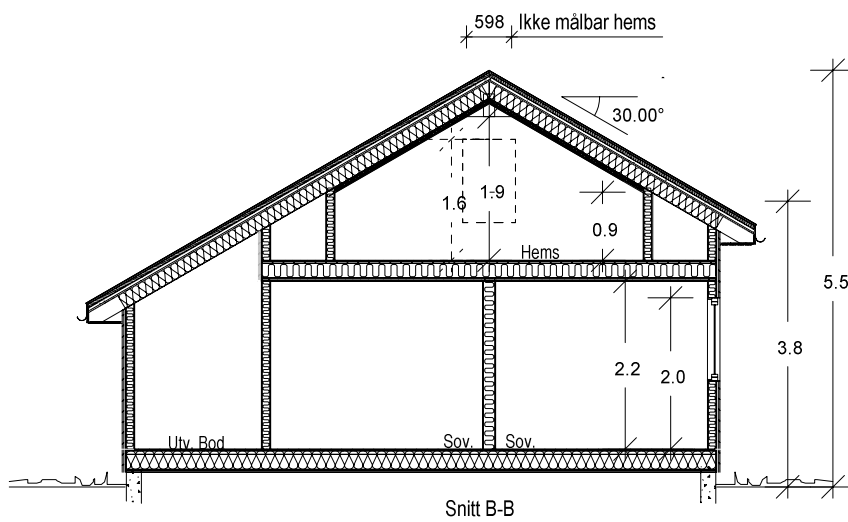 598 Ikke målbar hems
30.00°
1.6
1.9
0.9
Hems
5.5
3.8
2.2
2.0
Utv. Bod
Sov.
Sov.
Snitt B-B